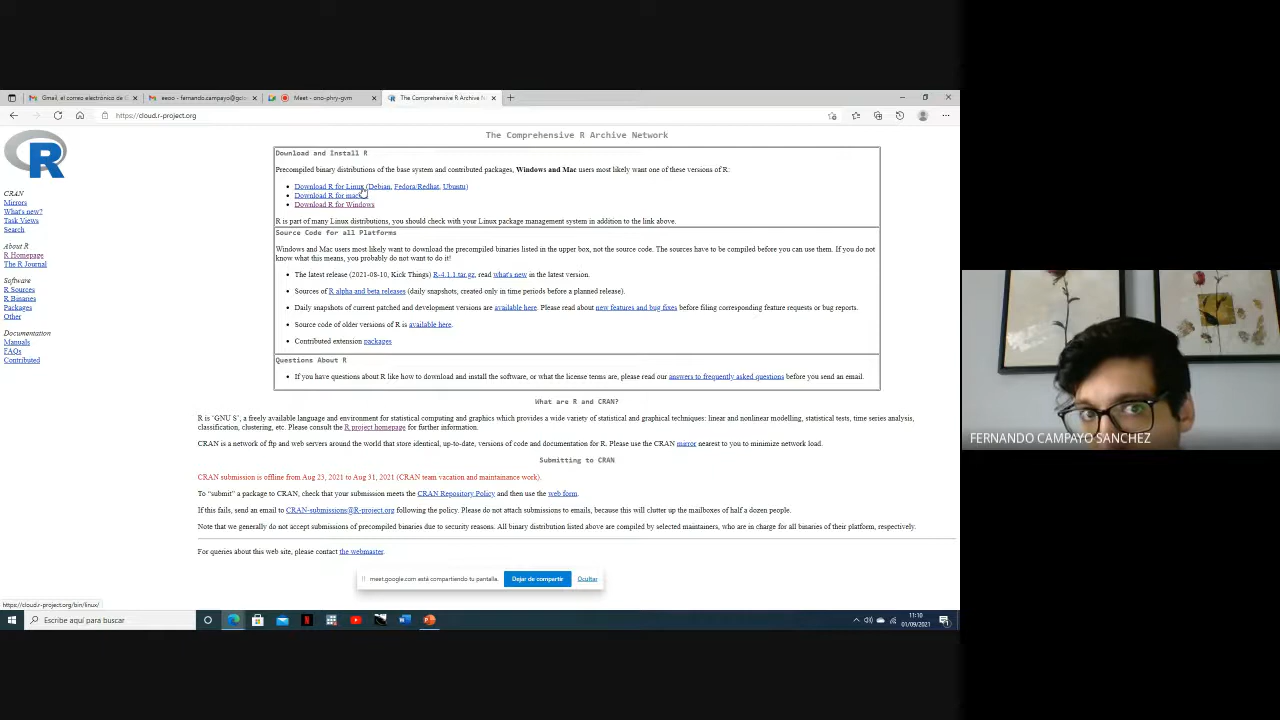 Gmail, el correo electrónico de
eeoo - fernando.campayo@gcl
Meet - ono-phry-gvm
The Comprehensive R Archive N
https://cloud.r-project.org
The Comprehensive R Archive Network
R
CRAN
Mirrors
What's new?
Task Views
Search
About R
R Homepage
The R Journal
Software
R Sources
R Binaries
Packages
Other
Documentation
Manuals
FAQs
Contributed
Download and Install R
Precompiled binary distributions of the base system and contributed packages, Windows and Mac users most likely want one of these versions of R:
Download R for Linux (Debian, Fedora/Redhat, Ubuntu)
Download R for mac
Download R for Windows
R is part of many Linux distributions, you should check with your Linux package management system in addition to the link above.
Source Code for all Platforms
Windows and Mac users most likely want to download the precompiled binaries listed in the upper box, not the source code. The sources have to be compiled before you can use them. If you do not
know what this means, you probably do not want to do it!
The latest release (2021-08-10, Kick Things) R-4.1.1.tar.gz, read what's new in the latest version.
Sources of R alpha and beta releases (daily snapshots, created only in time periods before a planned release).
Daily snapshots of current patched and development versions are available here. Please read about new features and bug fixes before filing corresponding feature requests or bug reports.
Source code of older versions of R is available here.
Contributed extension packages
Questions About R
If you have questions about R like how to download and install the software, or what the license terms are, please read our answers to frequently asked questions before you send an email.
What are R and CRAN?
R is ‘GNU S’, a freely available language and environment for statistical computing and graphics which provides a wide variety of statistical and graphical techniques: linear and nonlinear modelling, statistical tests, time series analysis,
classification, clustering, etc. Please consult the R project homepage for further information.
CRAN is a network of ftp and web servers around the world that store identical, up-to-date, versions of code and documentation for R. Please use the CRAN mirror nearest to you to minimize network load.
Submitting to CRAN
CRAN submission is offline from Aug 23, 2021 to Aug 31, 2021 (CRAN team vacation and maintainance work).
To “submit” a package to CRAN, check that your submission meets the CRAN Repository Policy and then use the web form.
If this fails, send an email to CRAN-submissions@R-project.org following the policy. Please do not attach submissions to emails, because this will clutter up the mailboxes of half a dozen people.
Note that we generally do not accept submissions of precompiled binaries due to security reasons. All binary distribution listed above are compiled by selected maintainers, who are in charge for all binaries of their platform, respectively.
For queries about this web site, please contact the webmaster.
meet.google.com está compartiendo tu pantalla.
Dejar de compartir
Ocultar
https://cloud.r-project.org/bin/linux/
Escribe aquí para buscar
11:10
01/09/2021
FERNANDO CAMPAYO SANCHEZ